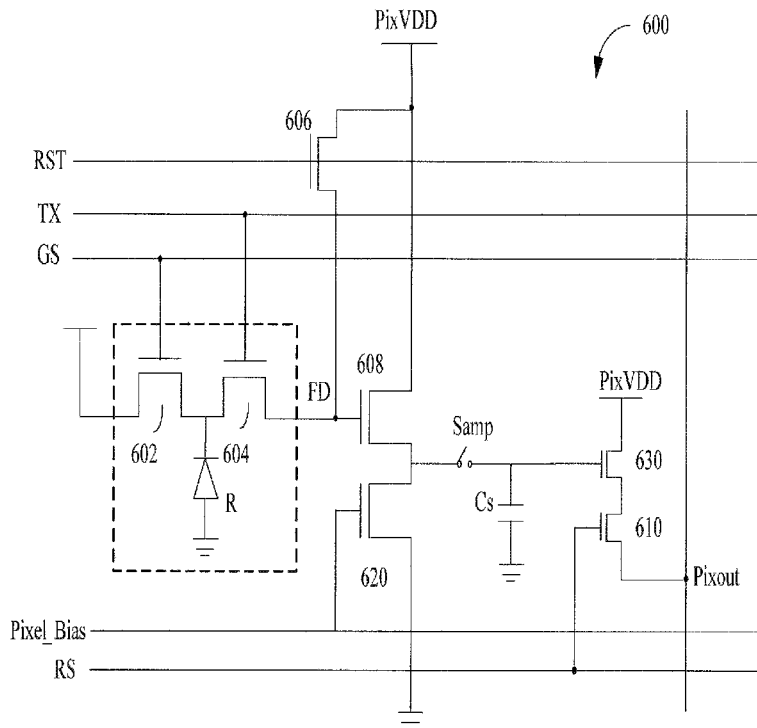 PixVDD
600
606
RST
TX
GS
608
FD
PixVDD
Samp
602
604
630
R
Cs
610
620
Pixout
Pixel_Bias
RS